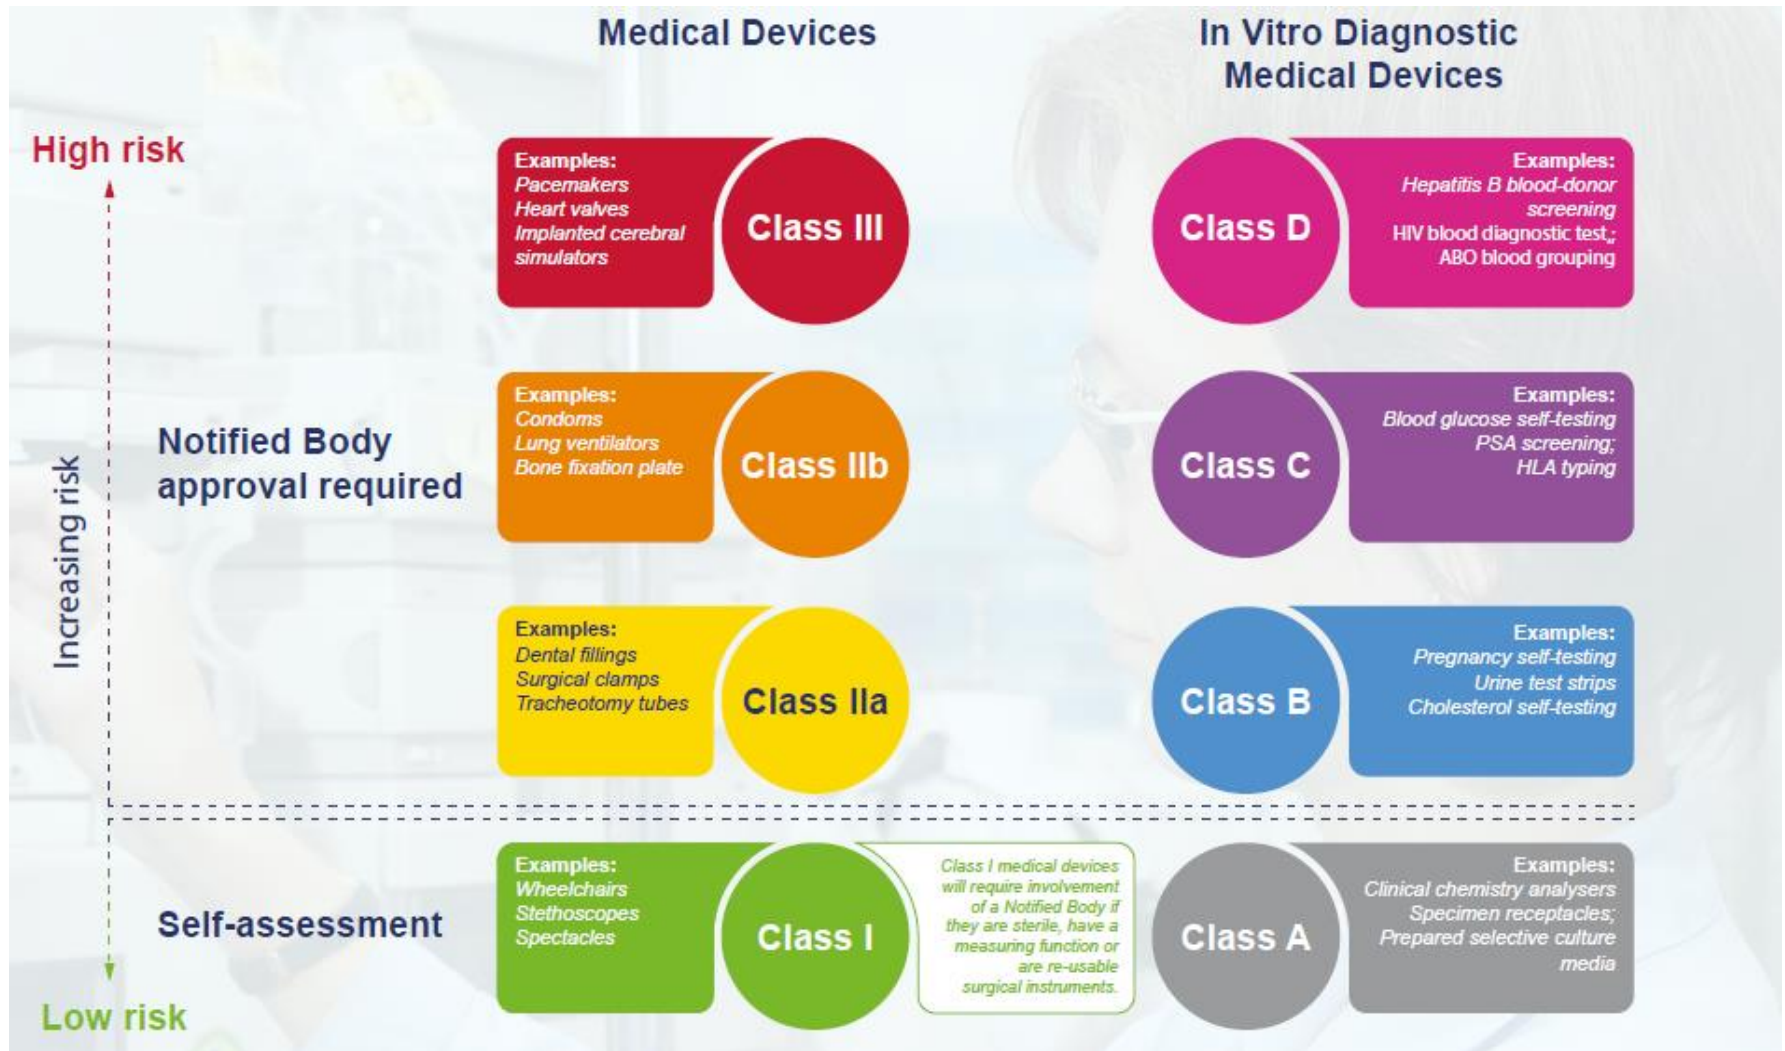 Medical Devices
In Vitro Diagnostic
Medical Devices
High risk
Increasing risk
Low risk
Notified Body
approval required
Self-assessment
Examples:
Pacemakers
Heart valves
Implanted cerebral
simulators
Class III
Class D
Examples:
Hepatitis B blood-donor
screening
HIV blood diagnostic test,;
ABO blood grouping
Examples:
Condoms
Lung ventilators
Bone fixation plate
Class IIb
Class C
Examples:
Blood glucose self-testing
PSA screening;
HLA typing
Examples:
Dental fillings
Surgical clamps
Tracheotomy tubes
Class IIa
Class B
Examples:
Pregnancy self-testing
Urine test strips
Cholesterol self-testing
Examples:
Wheelchairs
Stethoscopes
Spectacles
Class I
Class I medical devices
will require involvement
of a Notified Body if
they are sterile, have a
measuring function or
are re-usable
surgical instruments.
Class A
Examples:
Clinical chemistry analysers
Specimen receptacles;
Prepared selective culture
media